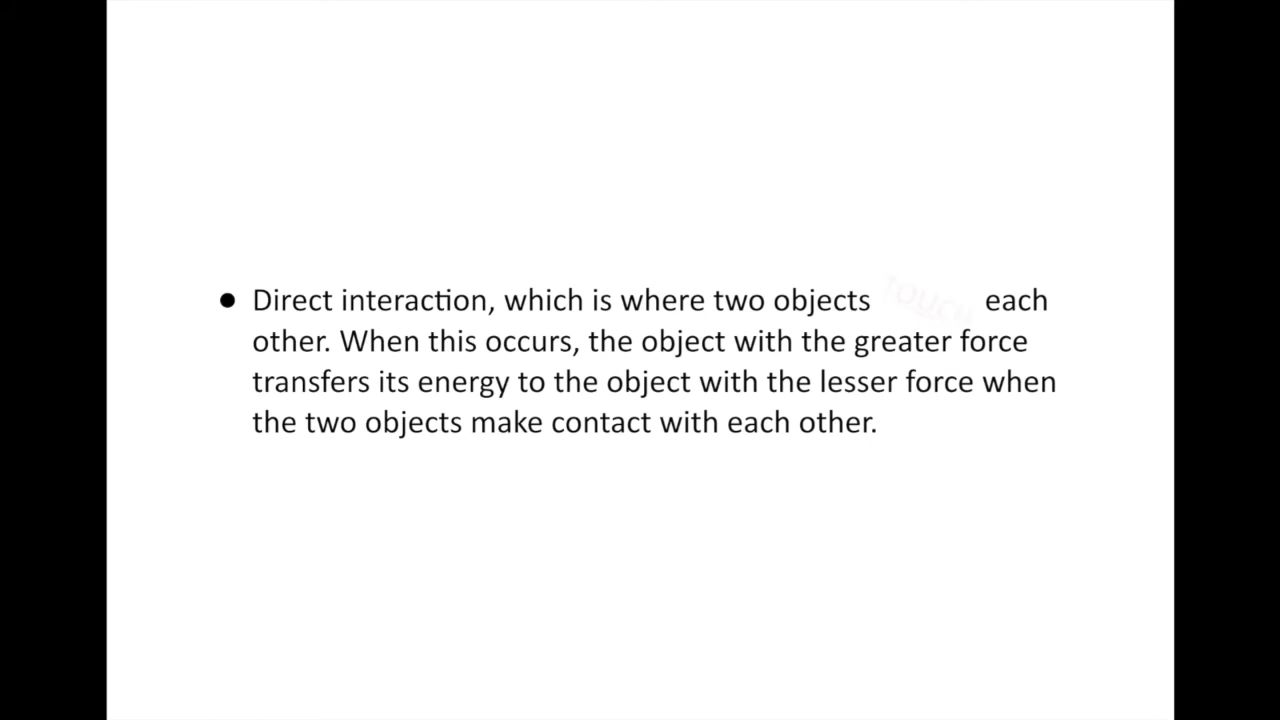 ● Direct interaction, which is where two objects TOUCH each
other. When this occurs, the object with the greater force
transfers its energy to the object with the lesser force when
the two objects make contact with each other.